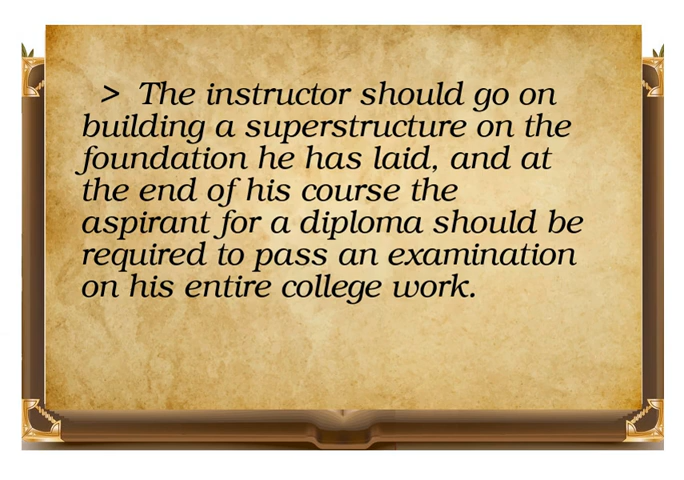 > The instructor should go on
building a superstructure on the
foundation he has laid, and at
the end of his course the
aspirant for a diploma should be
required to pass an examination
on his entire college work.